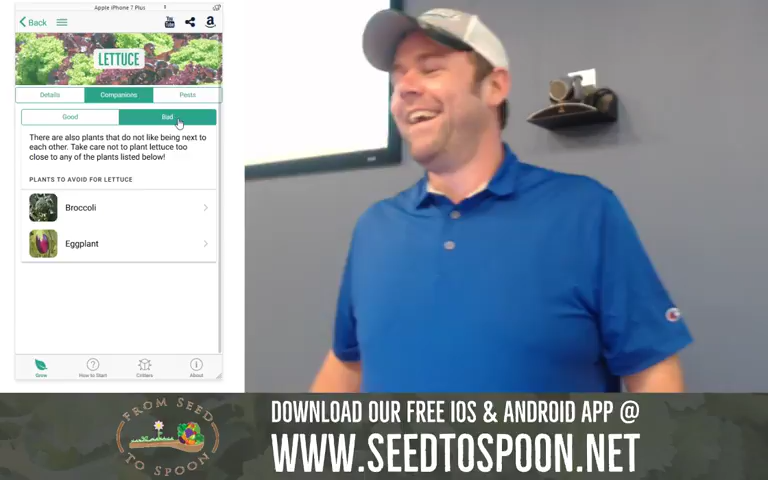 Apple iPhone 7 Plus
Back
You Tube
a
LETTUCE
Details Companions Pests
Good Bad
There are also plants that do not like being next to
each other. Take care not to plant lettuce too
close to any of the plants listed below!
PLANTS TO AVOID FOR LETTUCE
Broccoli
Eggplant
Grow How to Start Critters About
FROM SEED
TO SPOON
DOWNLOAD OUR FREE IOS & ANDROID APP @
WWW.SEEDTOSPOON.NET